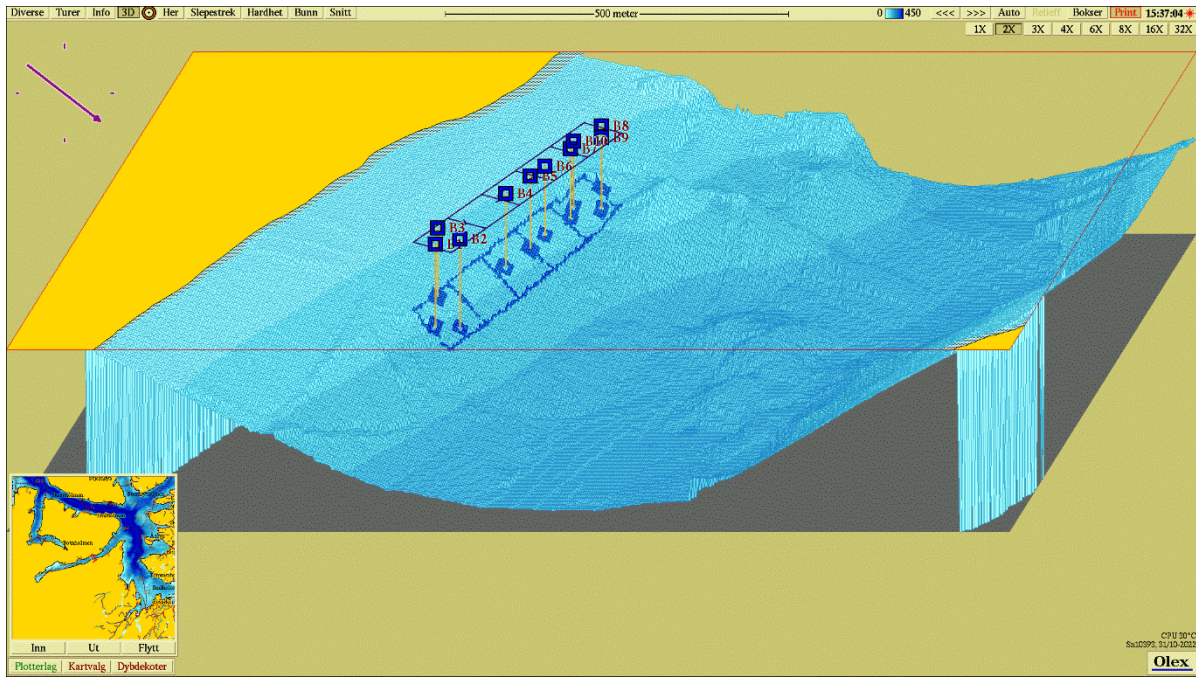 Diverse Turer Info 3D Her Slepestrek Hardhet Bunn Snitt 500 meter 0 450 <<< >>> Auto Relieff Bokser Print 15:37:04
1X 2X 3X 4X 6X 8X 16X 32X
B8
B10 B9
B7
B6
B5
B4
B3
B1 B2
Inn Ut Flytt
Plotterlag Kartvalg Dybdekoter
CPU 30°C
31/10-2022
Olex